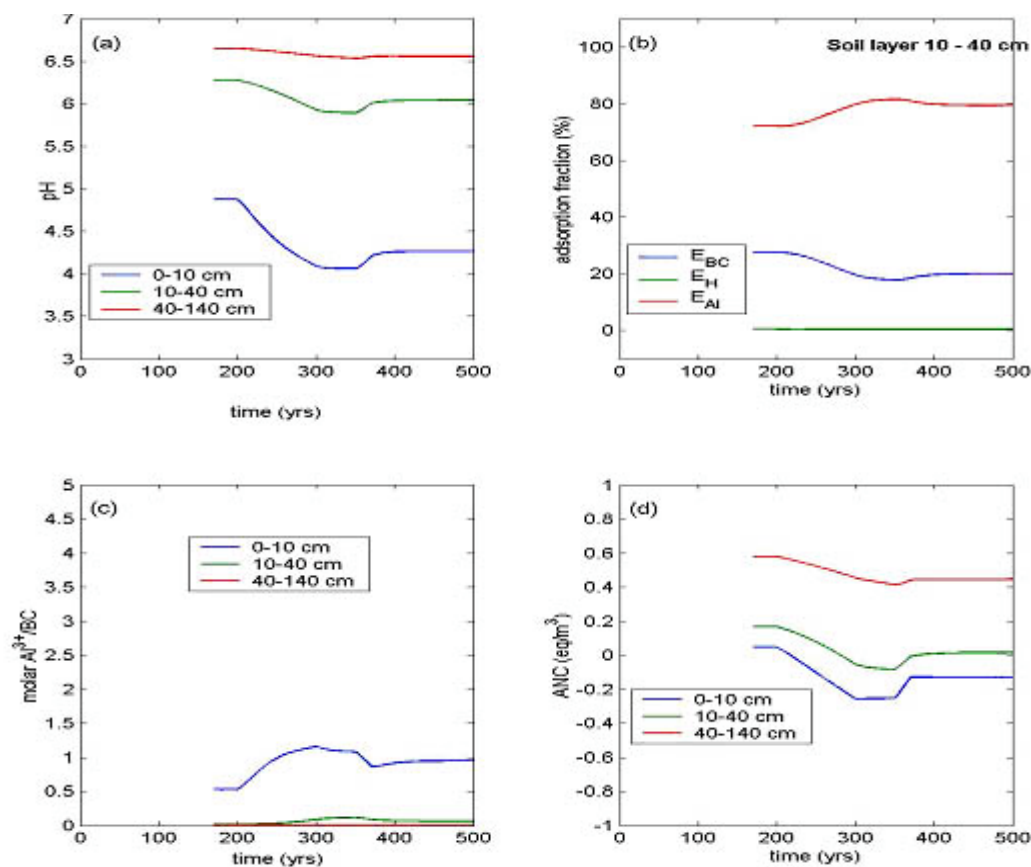 (a)
7
6.5
6
5.5
5
4.5
4
3.5
3
pH
0-10 cm
10-40 cm
40-140 cm
0 100 200 300 400 500
time (yrs)
(b)
Soil layer 10 - 40 cm
100
80
60
40
20
0
adsorption fraction (%)
E_BC
E_H
E_Al
0 100 200 300 400 500
time (yrs)
(c)
5
4.5
4
3.5
3
2.5
2
1.5
1
0.5
0
molar Al³⁺/BC
0-10 cm
10-40 cm
40-140 cm
0 100 200 300 400 500
time (yrs)
(d)
1
0.8
0.6
0.4
0.2
0
-0.2
-0.4
-0.6
-0.8
-1
ANC (eq/m³)
0-10 cm
10-40 cm
40-140 cm
0 100 200 300 400 500
time (yrs)